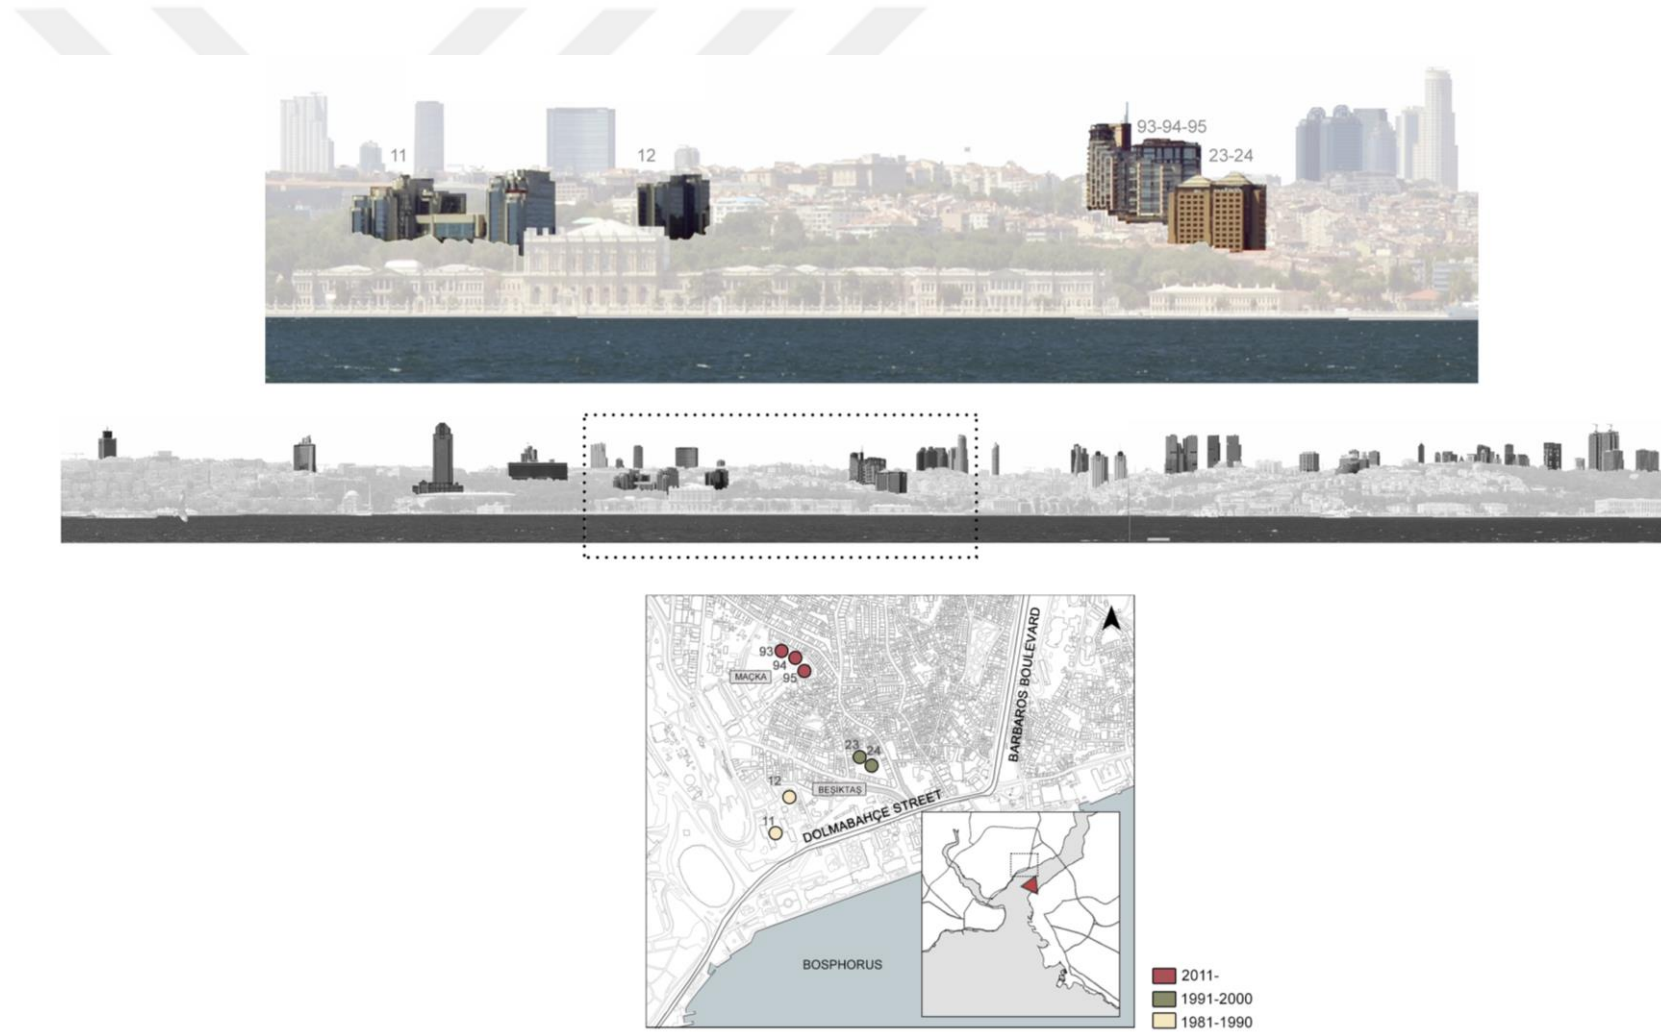 93-94-95
11
12
23-24
BARBAROS BOULEVARD
93
94
MAÇKA
95
23
24
12
BEŞİKTAŞ
DOLMABAHÇE STREET
11
BOSPHORUS
2011-
1991-2000
1981-1990